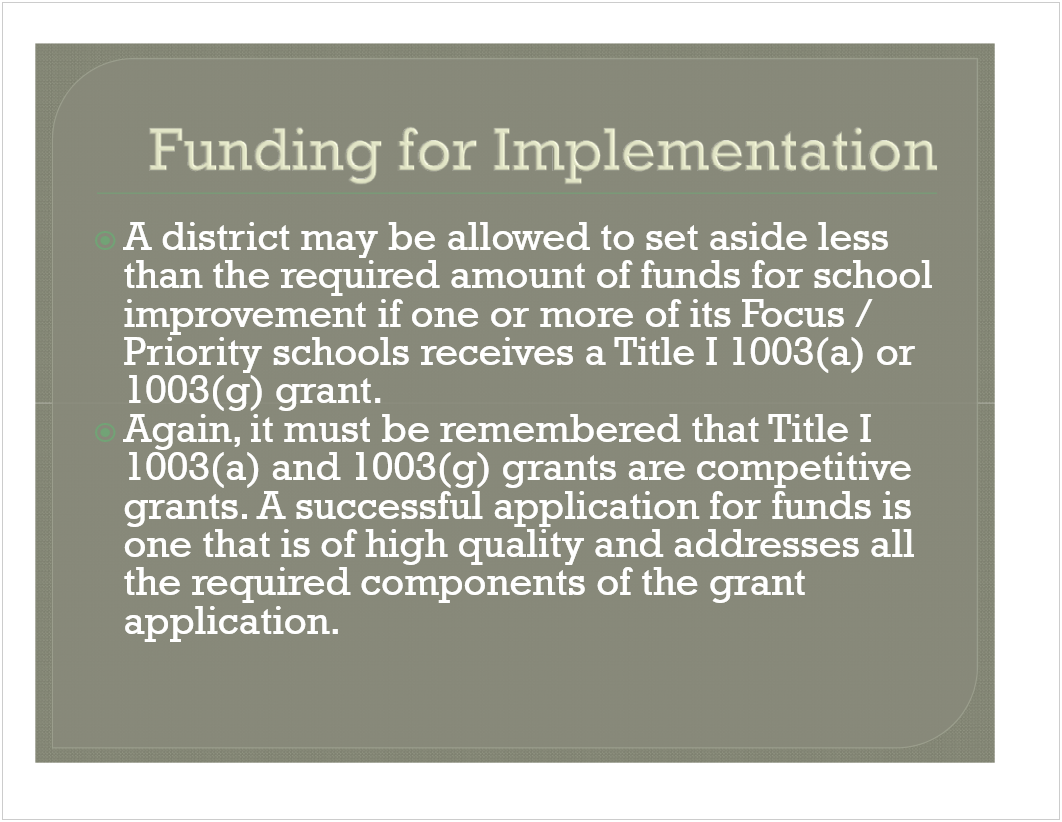 Funding for Implementation
A district may be allowed to set aside less
than the required amount of funds for school
improvement if one or more of its Focus /
Priority schools receives a Title I 1003(a) or
1003(g) grant.
Again, it must be remembered that Title I
1003(a) and 1003(g) grants are competitive
grants. A successful application for funds is
one that is of high quality and addresses all
the required components of the grant
application.